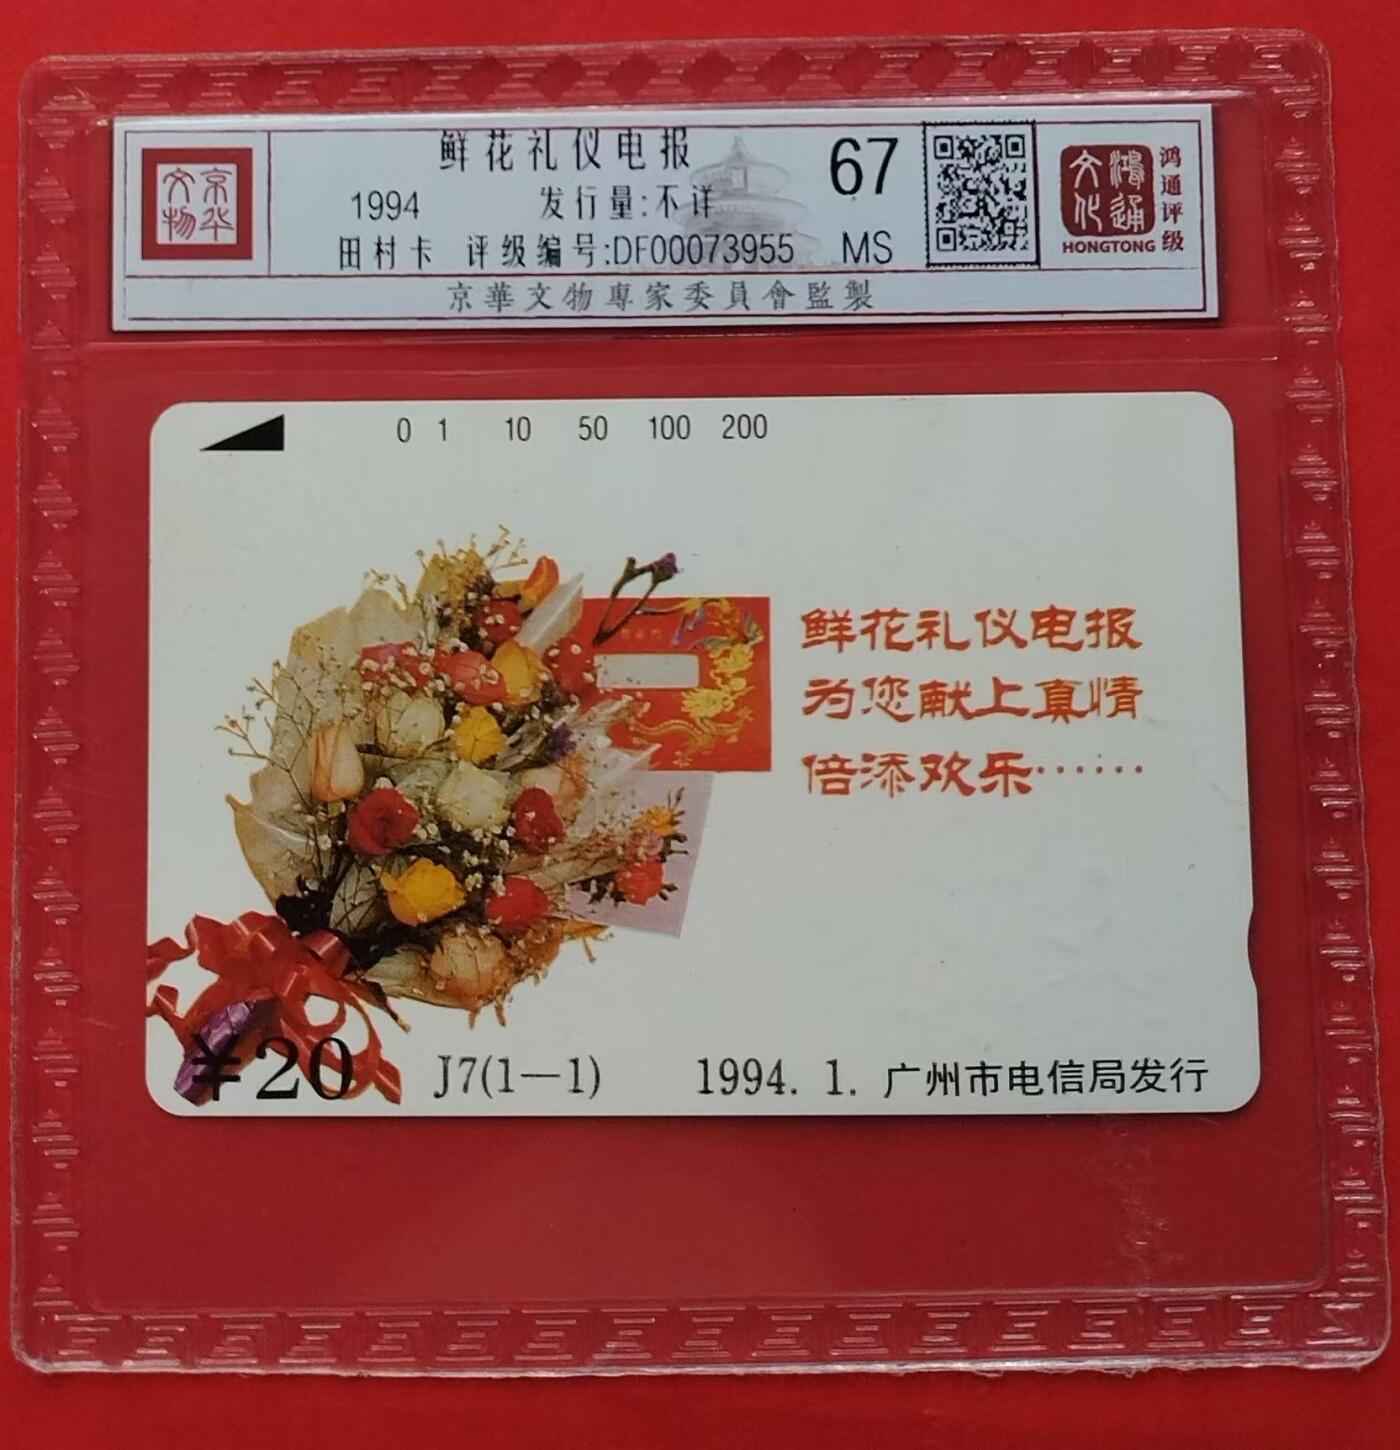 京华文物
鲜花礼仪电报
1994 发行量:不详
田村卡 评级编号:DF00073955
67
MS
鸿通文化
HONGTONG
鸿通评级
京華文物專家委員會監製
0 1 10 50 100 200
鲜花礼仪电报
为您献上真情
倍添欢乐······
¥20 J7(1—1) 1994. 1. 广州市电信局发行